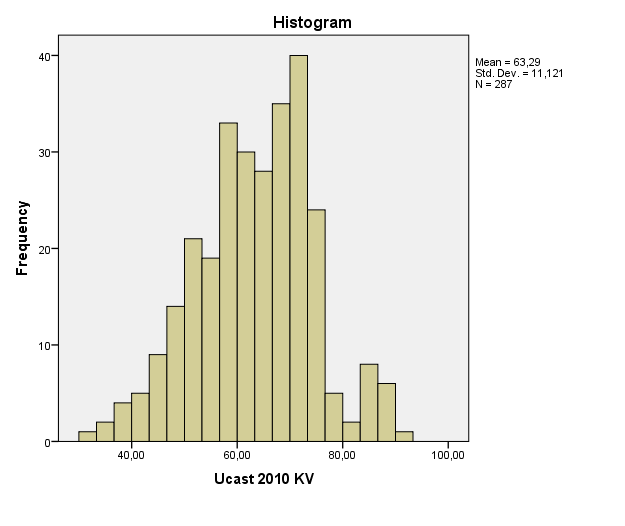 Histogram
Mean = 63,29
Std. Dev. = 11,121
N = 287
Frequency
40
30
20
10
0
40,00 60,00 80,00 100,00
Ucast 2010 KV